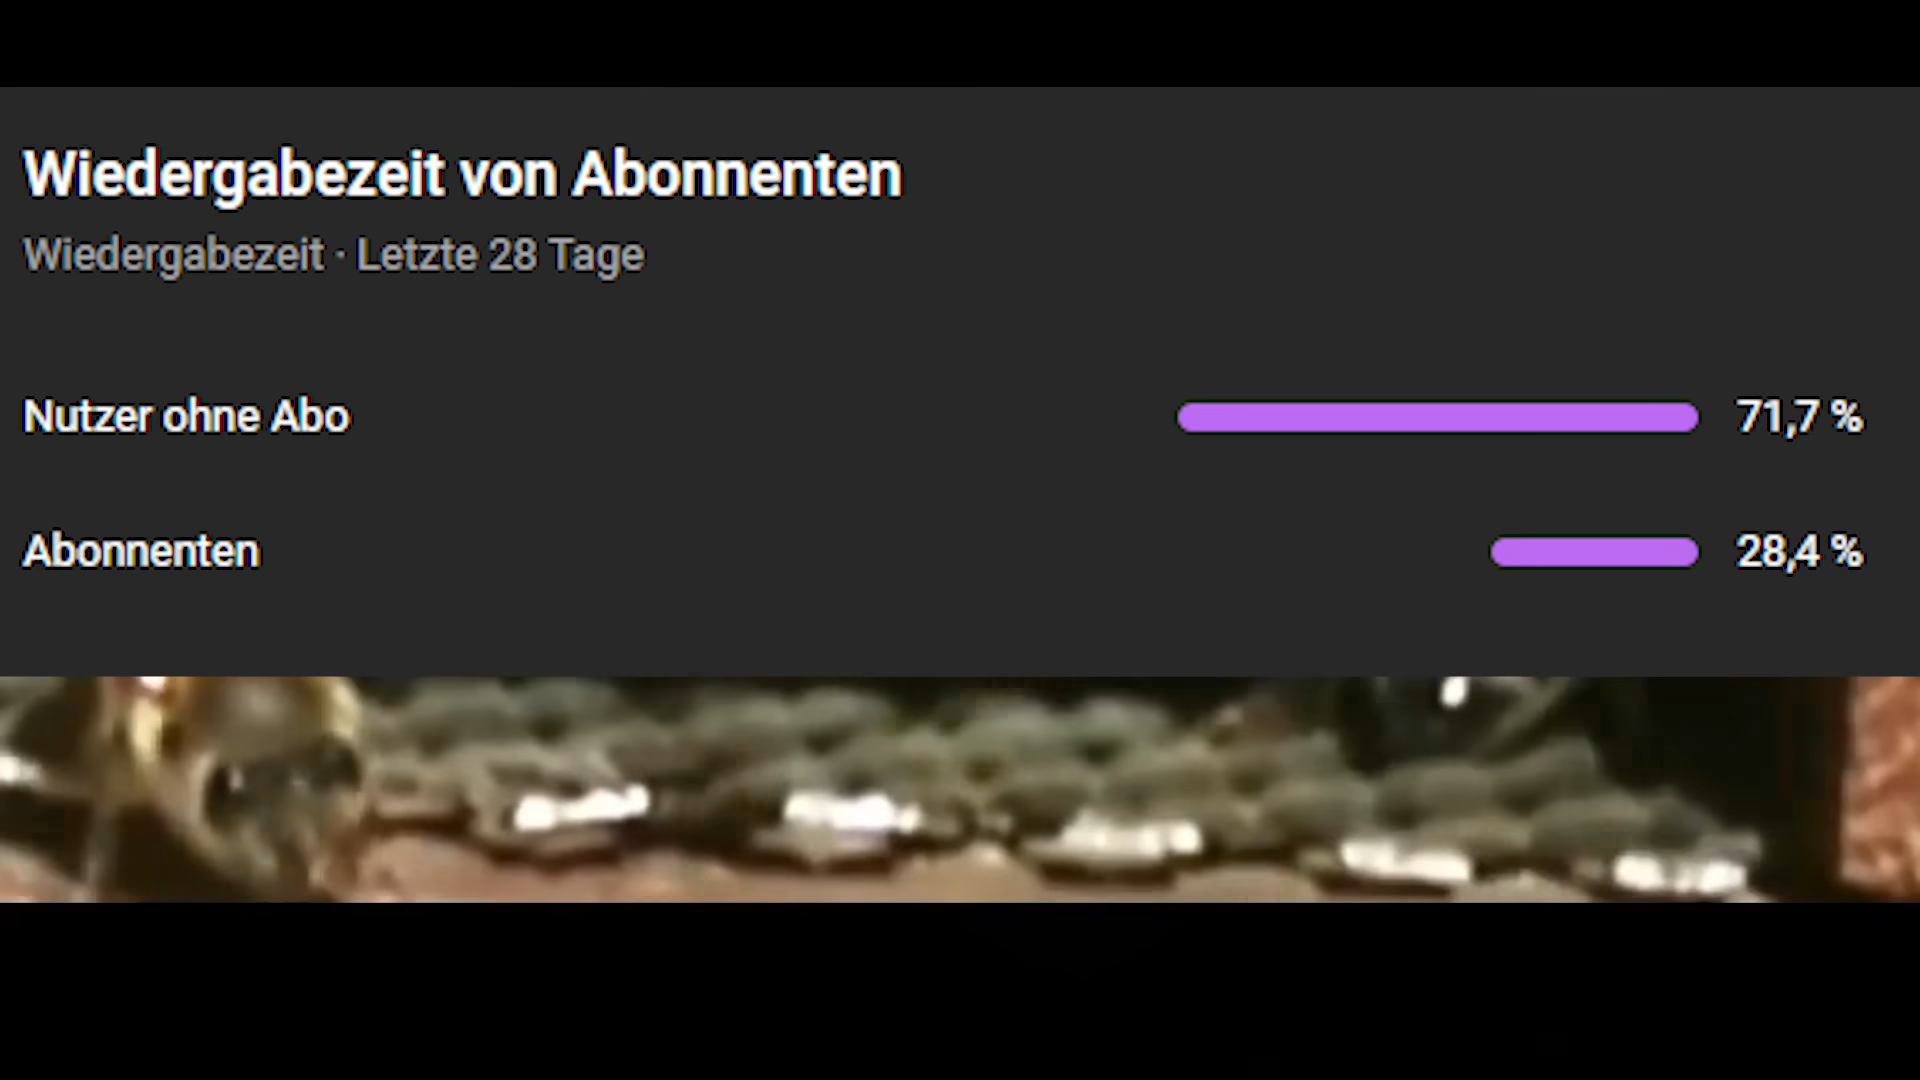 Wiedergabezeit von Abonnenten
Wiedergabezeit · Letzte 28 Tage
Nutzer ohne Abo 71,7 %
Abonnenten 28,4 %